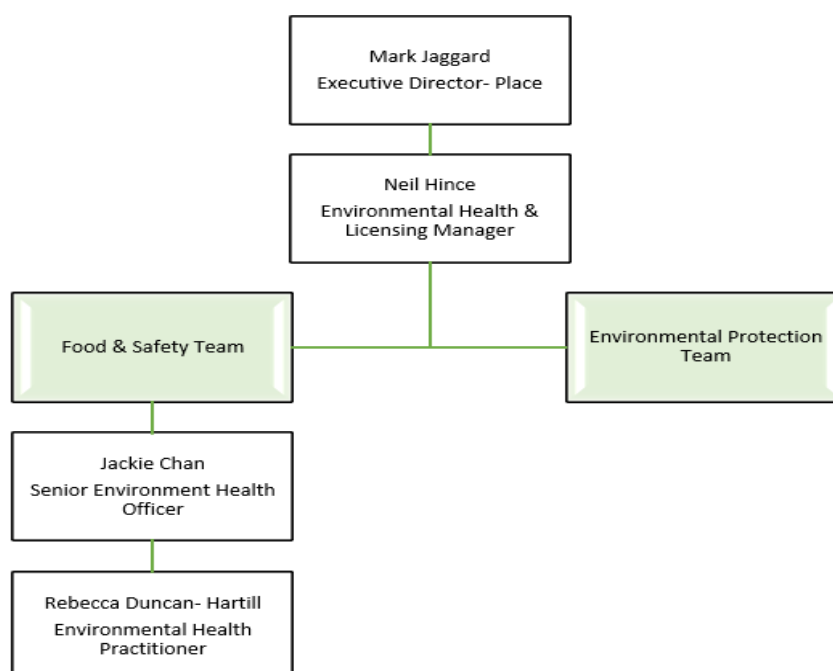 Mark Jaggard
Executive Director- Place
Neil Hince
Environmental Health &
Licensing Manager
Food & Safety Team
Environmental Protection
Team
Jackie Chan
Senior Environment Health
Officer
Rebecca Duncan- Hartill
Environmental Health
Practitioner